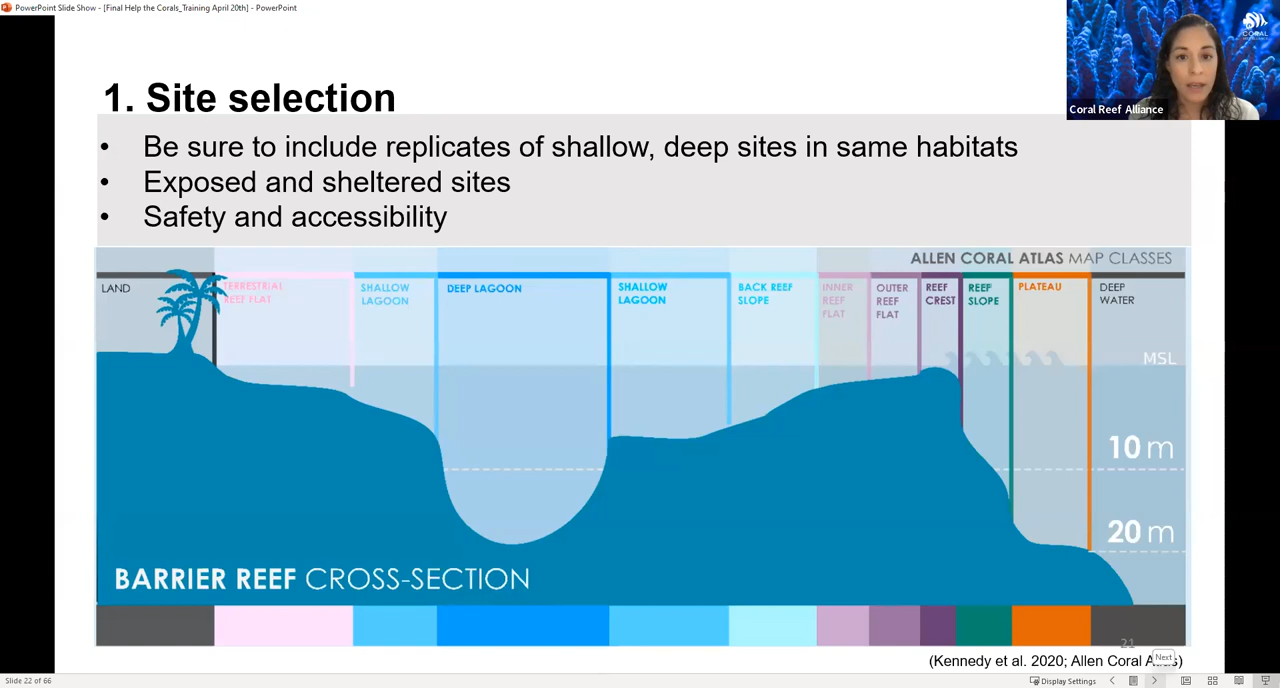 PowerPoint Slide Show - [Final Help the Corals_Training April 20th] - PowerPoint
CORAL
Coral Reef Alliance
1. Site selection
• Be sure to include replicates of shallow, deep sites in same habitats
• Exposed and sheltered sites
• Safety and accessibility
ALLEN CORAL ATLAS MAP CLASSES
LAND
TERRESTRIAL
REEF FLAT
SHALLOW
LAGOON
DEEP LAGOON
SHALLOW
LAGOON
BACK REEF
SLOPE
INNER
REEF
FLAT
OUTER
REEF
FLAT
REEF
CREST
REEF
SLOPE
PLATEAU
DEEP
WATER
MSL
10 m
20 m
BARRIER REEF CROSS-SECTION
21
(Kennedy et al. 2020; Allen Coral
Next
Slide 22 of 66
Display Settings